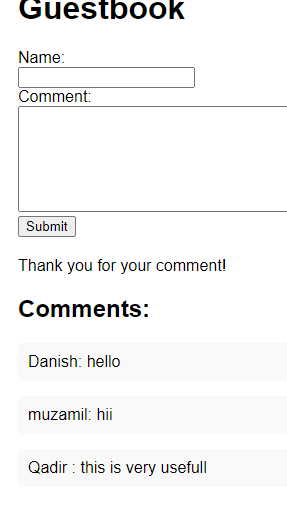 Guestbook
Name:
Comment:
Submit
Thank you for your comment!
Comments:
Danish: hello
muzamil: hii
Qadir : this is very usefull